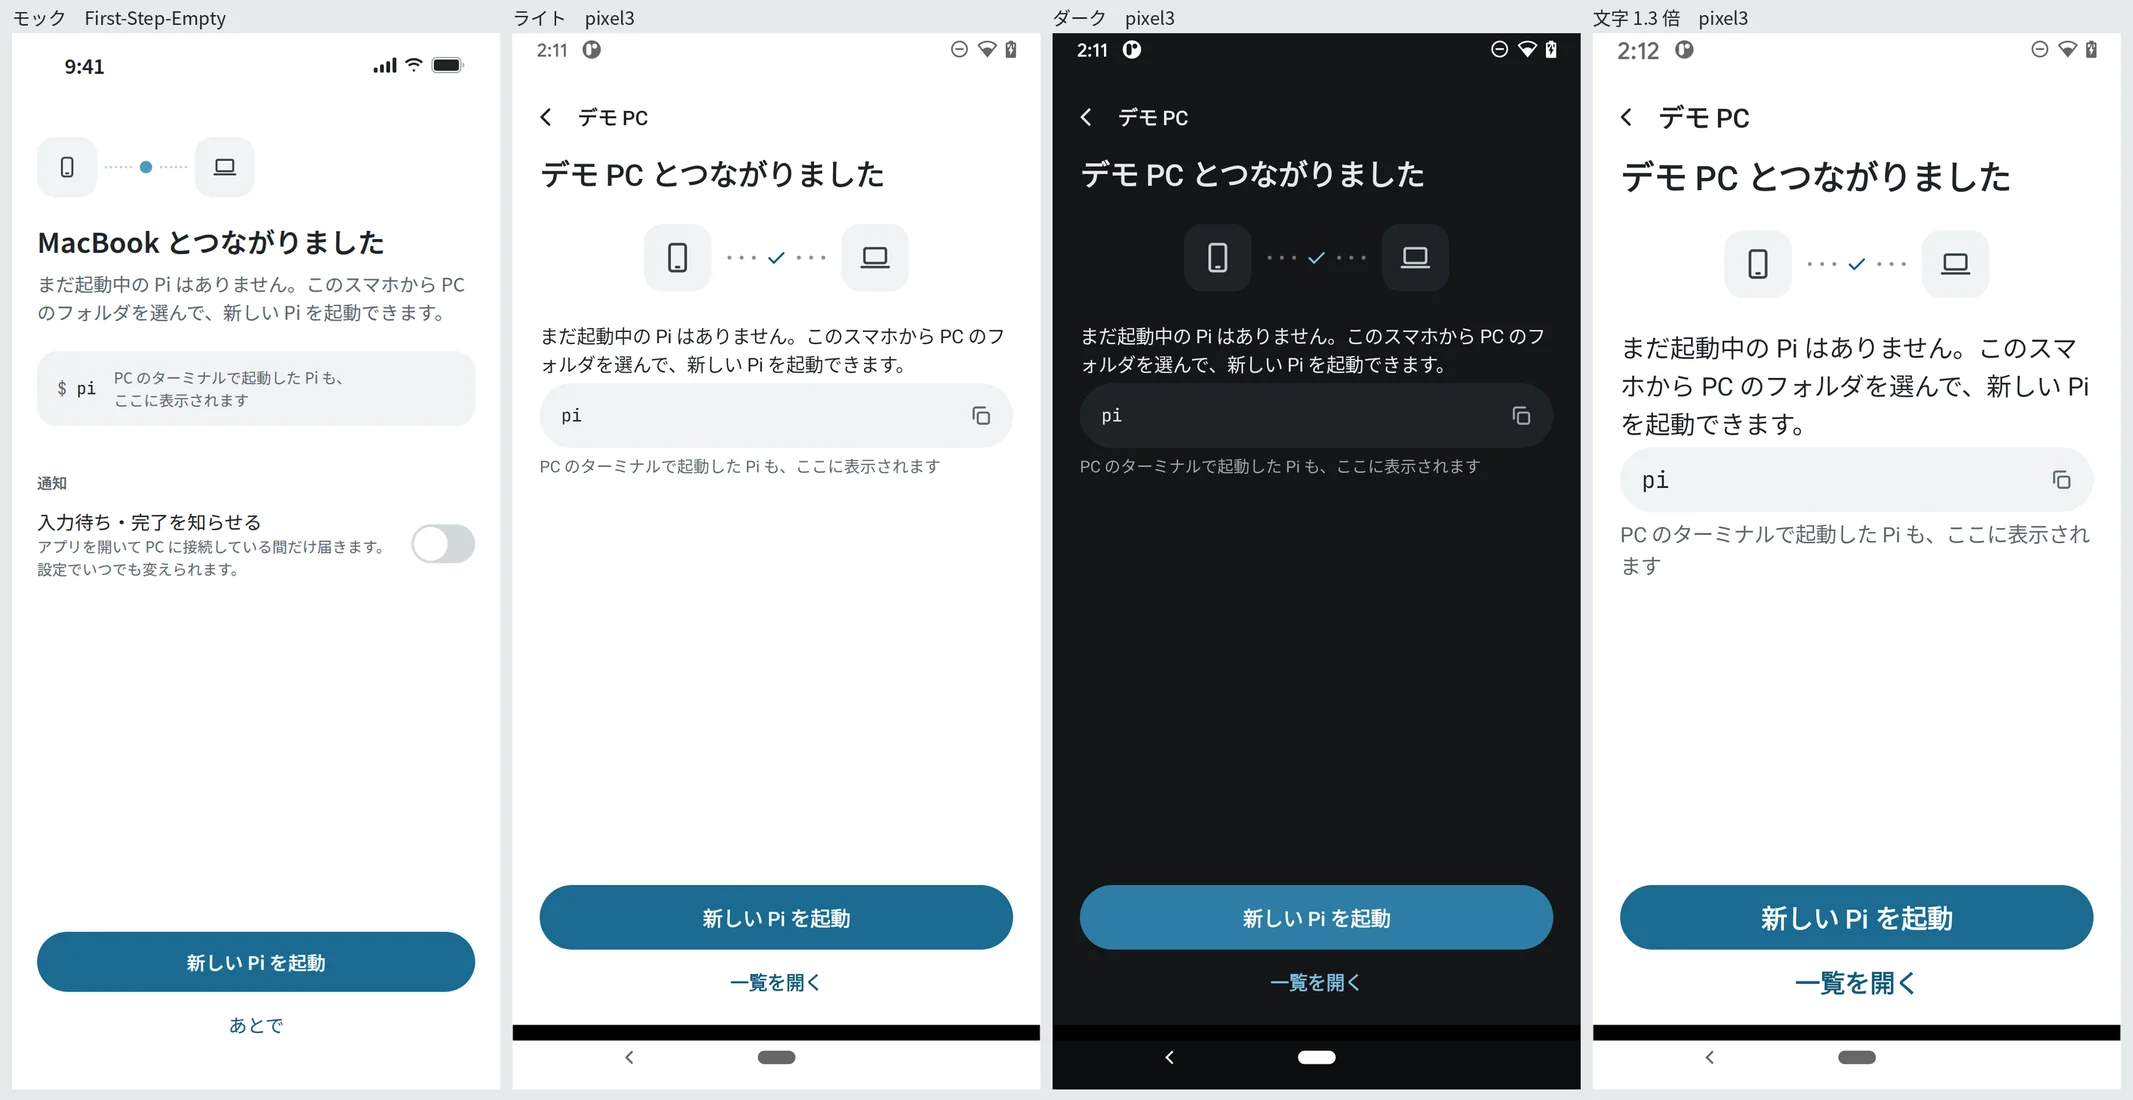 モック First-Step-Empty
9:41
MacBook とつながりました
まだ起動中の Pi はありません。このスマホから PC
のフォルダを選んで、新しい Pi を起動できます。
$ pi
PC のターミナルで起動した Pi も、
ここに表示されます
通知
入力待ち・完了を知らせる
アプリを開いて PC に接続している間だけ届きます。
設定でいつでも変えられます。
新しい Pi を起動
あとで
ライト pixel3
2:11
デモ PC
デモ PC とつながりました
まだ起動中の Pi はありません。このスマホから PC のフ
ォルダを選んで、新しい Pi を起動できます。
pi
PC のターミナルで起動した Pi も、ここに表示されます
新しい Pi を起動
一覧を開く
ダーク pixel3
2:11
デモ PC
デモ PC とつながりました
まだ起動中の Pi はありません。このスマホから PC のフ
ォルダを選んで、新しい Pi を起動できます。
pi
PC のターミナルで起動した Pi も、ここに表示されます
新しい Pi を起動
一覧を開く
文字 1.3 倍 pixel3
2:12
デモ PC
デモ PC とつながりました
まだ起動中の Pi はありません。このスマ
ホから PC のフォルダを選んで、新しい Pi
を起動できます。
pi
PC のターミナルで起動した Pi も、ここに表示され
ます
新しい Pi を起動
一覧を開く